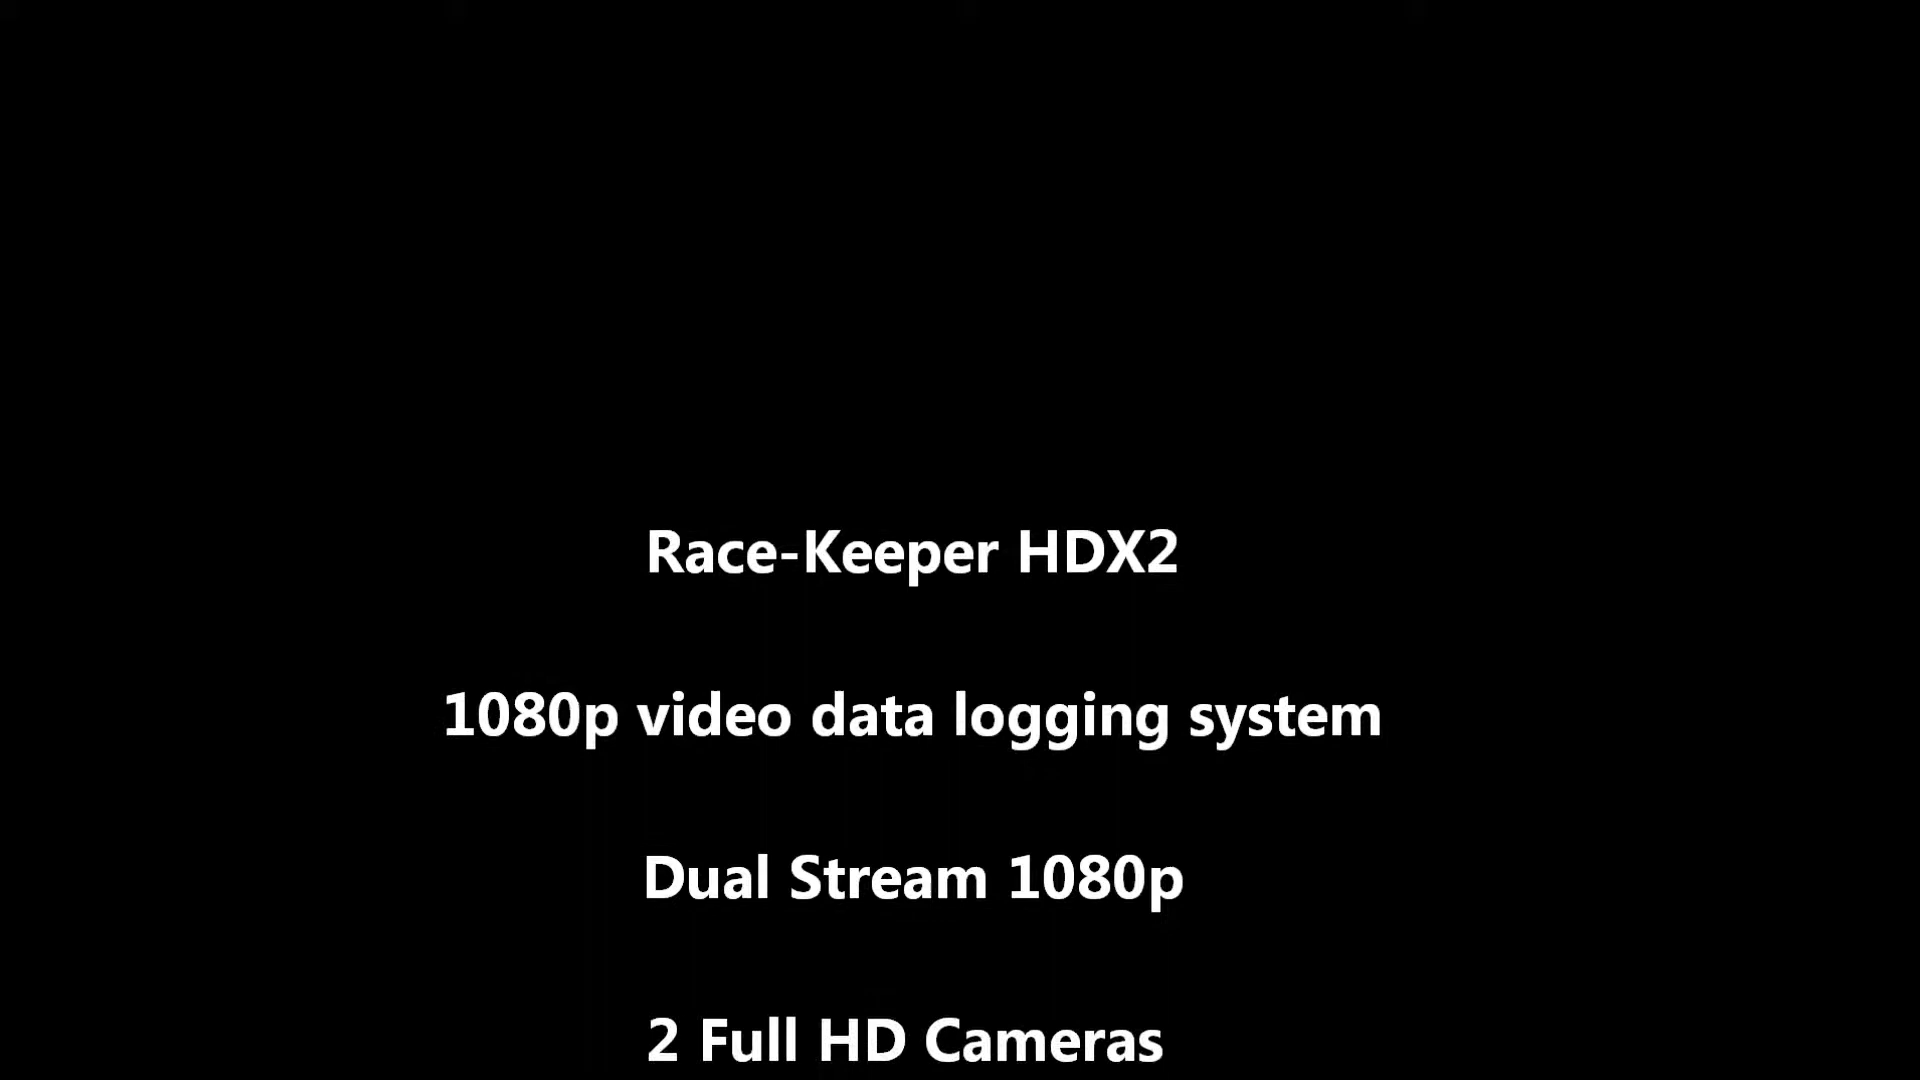 Race-Keeper HDX2
1080p video data logging system
Dual Stream 1080p
2 Full HD Cameras